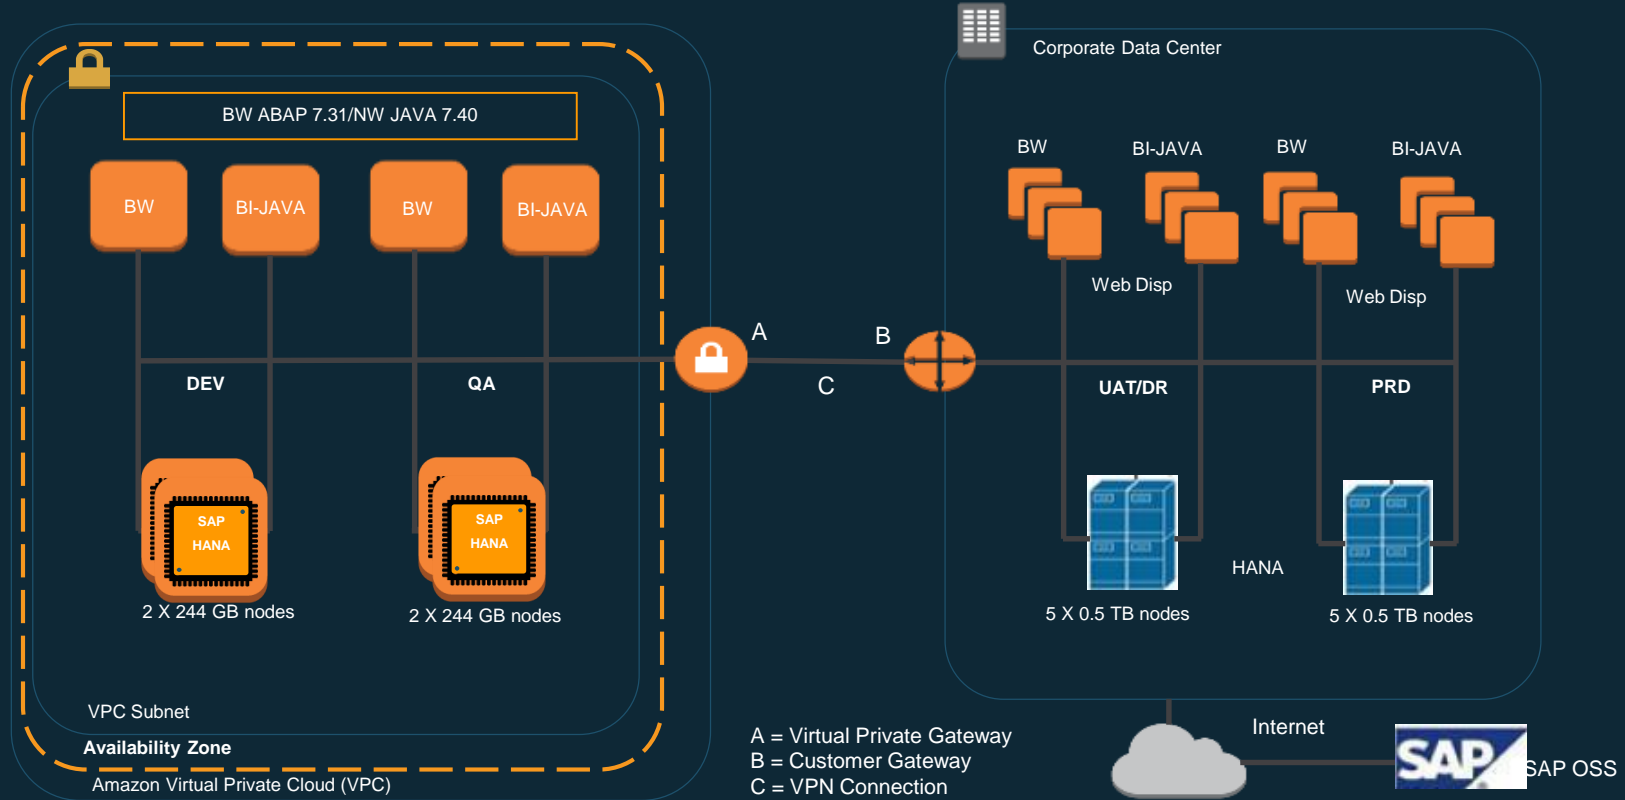 Corporate Data Center
BW ABAP 7.31/NW JAVA 7.40
BW
BI-JAVA
BW
BI-JAVA
BW
BI-JAVA
BW
BI-JAVA
Web Disp
Web Disp
A
B
C
DEV
QA
UAT/DR
PRD
SAP
HANA
SAP
HANA
HANA
2 X 244 GB nodes
2 X 244 GB nodes
5 X 0.5 TB nodes
5 X 0.5 TB nodes
VPC Subnet
Availability Zone
Amazon Virtual Private Cloud (VPC)
A = Virtual Private Gateway
B = Customer Gateway
C = VPN Connection
Internet
SAP
SAP OSS